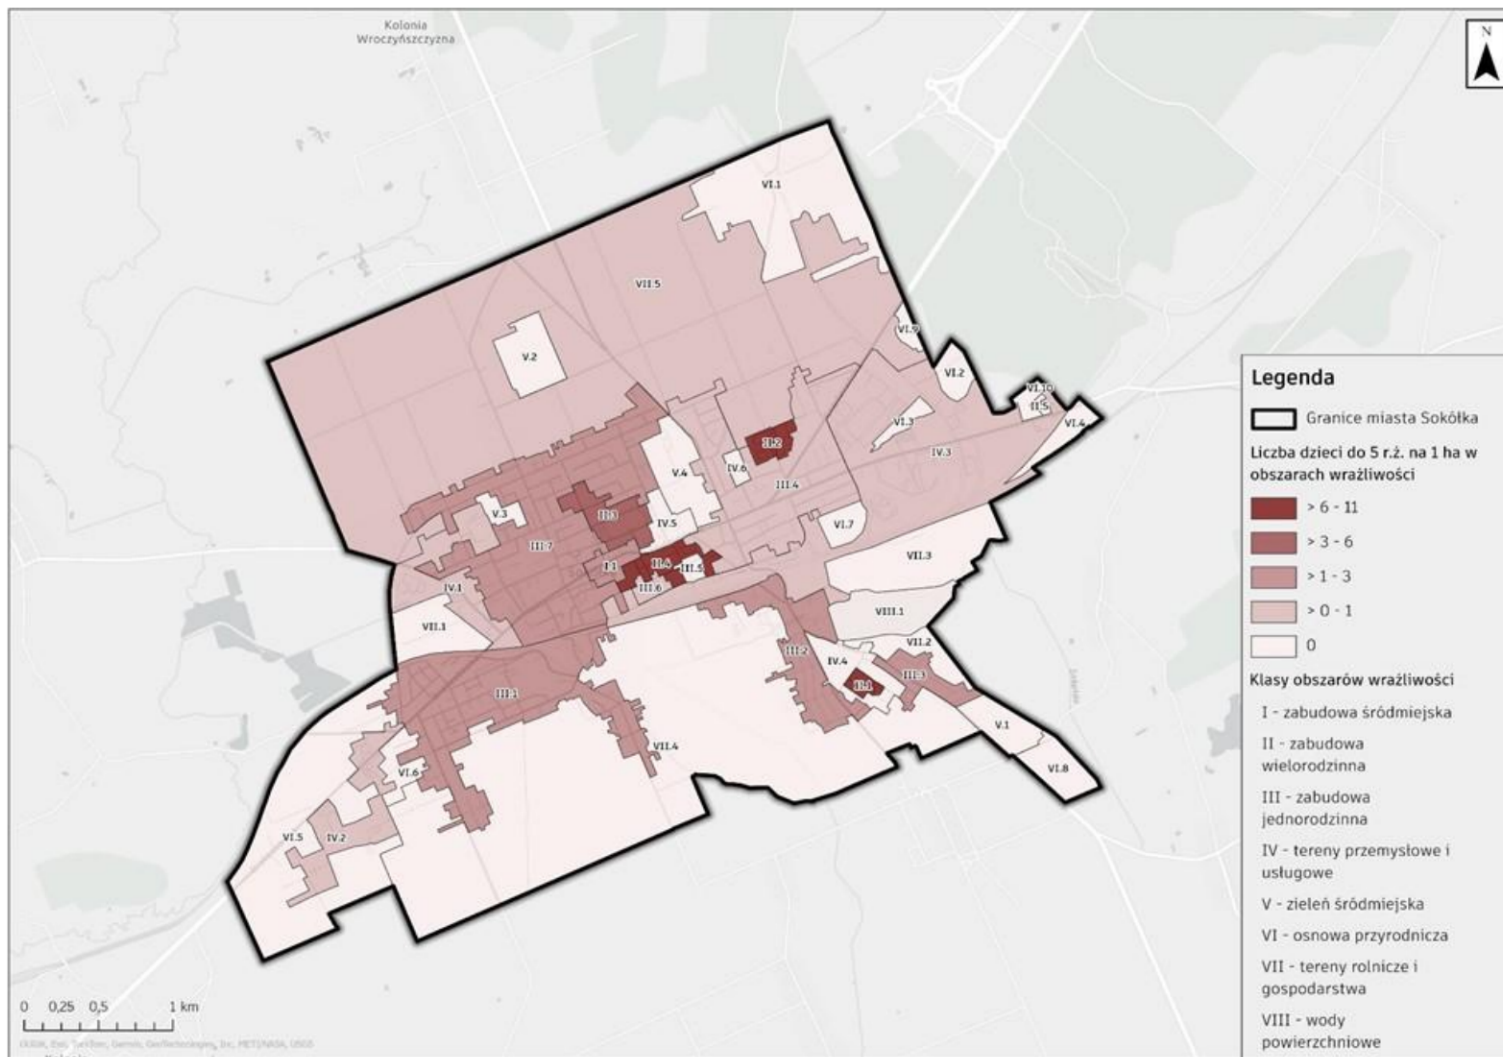 Kolonia
Wroczyńszczyzna
N
VI.1
VII.5
VI.9
V.2
VI.2
VI.10
II.5
VI.4
VI.3
IV.3
II.2
IV.6
V.4
III.4
V.3
II.3
IV.5
VI.7
III.7
VII.3
I.1
II.4
III.5
III.6
IV.1
VIII.1
VII.1
VII.2
III.2
IV.4
III.3
II.1
III.1
V.1
VII.4
VI.6
VI.8
VI.5
IV.2
Legenda
Granice miasta Sokółka
Liczba dzieci do 5 r.ż. na 1 ha w
obszarach wrażliwości
> 6 - 11
> 3 - 6
> 1 - 3
> 0 - 1
0
Klasy obszarów wrażliwości
I - zabudowa śródmiejska
II - zabudowa
wielorodzinna
III - zabudowa
jednorodzinna
IV - tereny przemysłowe i
usługowe
V - zieleń śródmiejska
VI - osnowa przyrodnicza
VII - tereny rolnicze i
gospodarstwa
VIII - wody
powierzchniowe
0 0,25 0,5 1 km